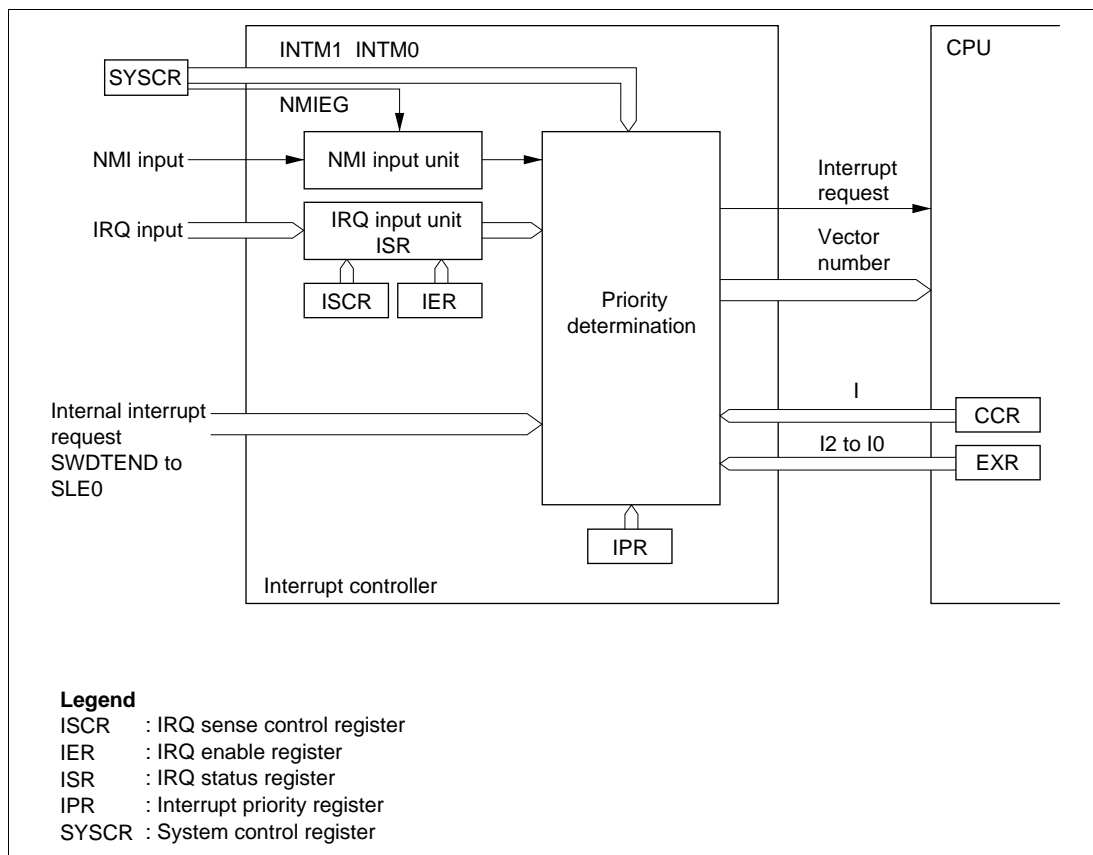 INTM1 INTM0
CPU
SYSCR
NMIEG
NMI input
NMI input unit
Interrupt
request
IRQ input
IRQ input unit
ISR
Vector
number
ISCR
IER
Priority
determination
I
CCR
Internal interrupt
request
SWDTEND to
SLE0
I2 to I0
EXR
IPR
Interrupt controller
Legend
ISCR : IRQ sense control register
IER : IRQ enable register
ISR : IRQ status register
IPR : Interrupt priority register
SYSCR : System control register